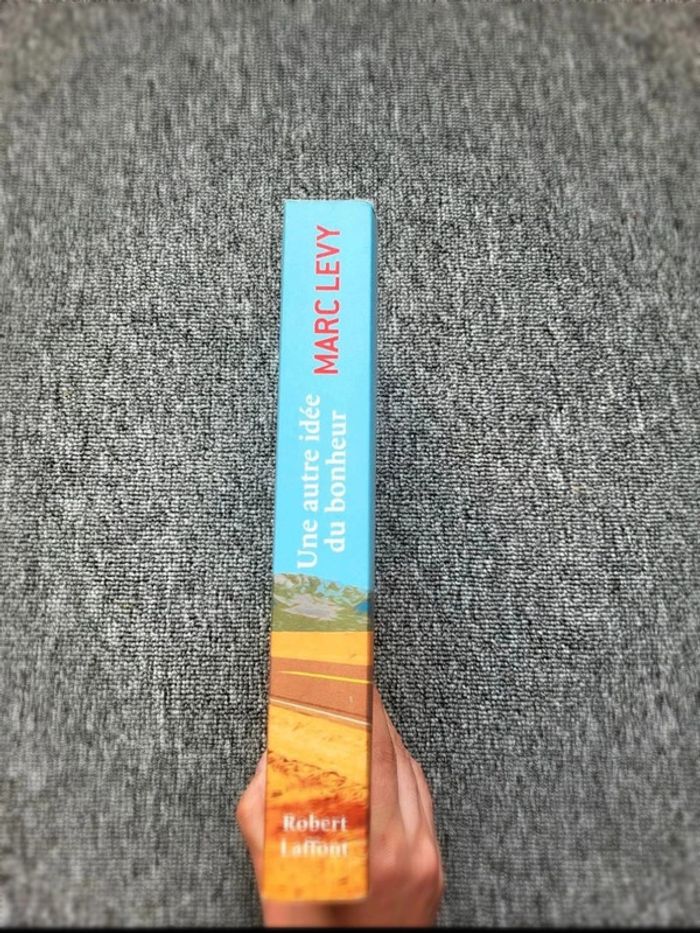 MARC LEVY
Une autre idée
du bonheur
Robert
Laffont